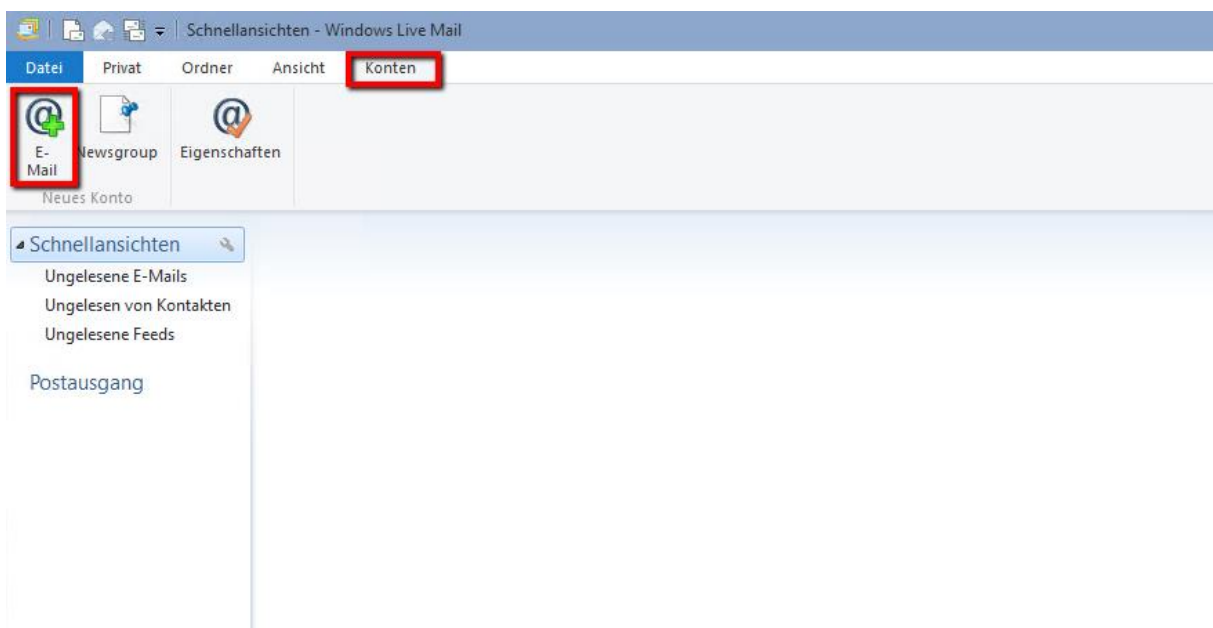 Schnellansichten - Windows Live Mail
Datei Privat Ordner Ansicht Konten
E-
Mail
Newsgroup
Eigenschaften
Neues Konto
Schnellansichten
Ungelesene E-Mails
Ungelesen von Kontakten
Ungelesene Feeds
Postausgang